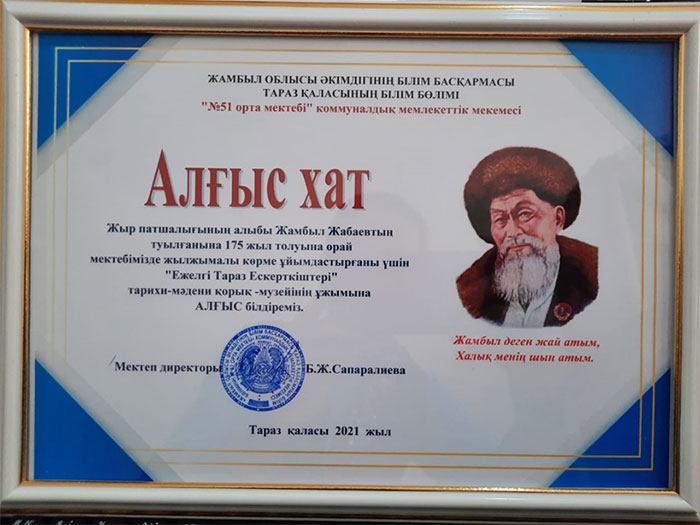 ЖАМБЫЛ ОБЛЫСЫ ӘКІМДІГІНІҢ БІЛІМ БАСҚАРМАСЫ
ТАРАЗ ҚАЛАСЫНЫҢ БІЛІМ БӨЛІМІ
"№51 орта мектебі" коммуналдық мемлекеттік мекемесі
Алғыс хат
Жыр патшалығының алыбы Жамбыл Жабаевтың
туылғанына 175 жыл толуына орай
мектебімізде жылжымалы көрме ұйымдастырғаны үшін
"Ежелгі Тараз Ескерткіштері"
тарихи-мәдени қорық -музейінің ұжымына
АЛҒЫС білдіреміз.
Жамбыл деген жай атым,
Халық менің шын атым.
Мектеп директоры Б.Ж.Сапаралиева
Тараз қаласы 2021 жыл